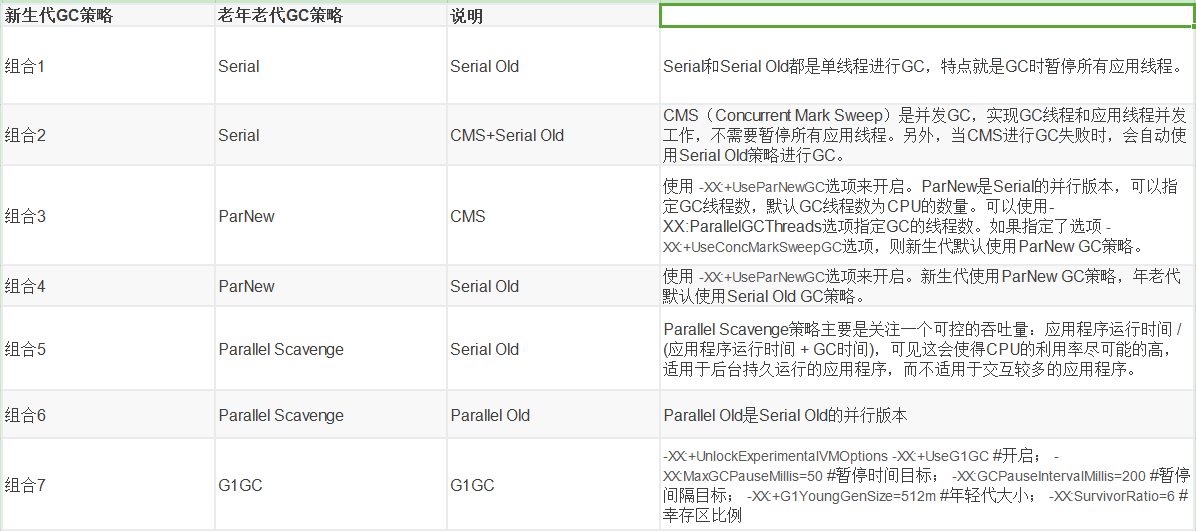 新生代GC策略 老年老代GC策略 说明
组合1 Serial Serial Old Serial和Serial Old都是单线程进行GC，特点就是GC时暂停所有应用线程。
组合2 Serial CMS+Serial Old
CMS（Concurrent Mark Sweep）是并发GC，实现GC线程和应用线程并发
工作，不需要暂停所有应用线程。另外，当CMS进行GC失败时，会自动使
用Serial Old策略进行GC。
组合3 ParNew CMS
使用 -XX:+UseParNewGC选项来开启。ParNew是Serial的并行版本，可以指
定GC线程数，默认GC线程数为CPU的数量。可以使用-
XX:ParallelGCThreads选项指定GC的线程数。如果指定了选项 -
XX:+UseConcMarkSweepGC选项，则新生代默认使用ParNew GC策略。
组合4 ParNew Serial Old
使用 -XX:+UseParNewGC选项来开启。新生代使用ParNew GC策略，年老代
默认使用Serial Old GC策略。
组合5 Parallel Scavenge Serial Old
Parallel Scavenge策略主要是关注一个可控的吞吐量：应用程序运行时间 /
(应用程序运行时间 + GC时间)，可见这会使得CPU的利用率尽可能的高，
适用于后台持久运行的应用程序，而不适用于交互较多的应用程序。
组合6 Parallel Scavenge Parallel Old Parallel Old是Serial Old的并行版本
组合7 G1GC G1GC
-XX:+UnlockExperimentalVMOptions -XX:+UseG1GC #开启； -
XX:MaxGCPauseMillis=50 #暂停时间目标； -XX:GCPauseIntervalMillis=200 #暂停
间隔目标； -XX:+G1YoungGenSize=512m #年轻代大小； -XX:SurvivorRatio=6 #
幸存区比例